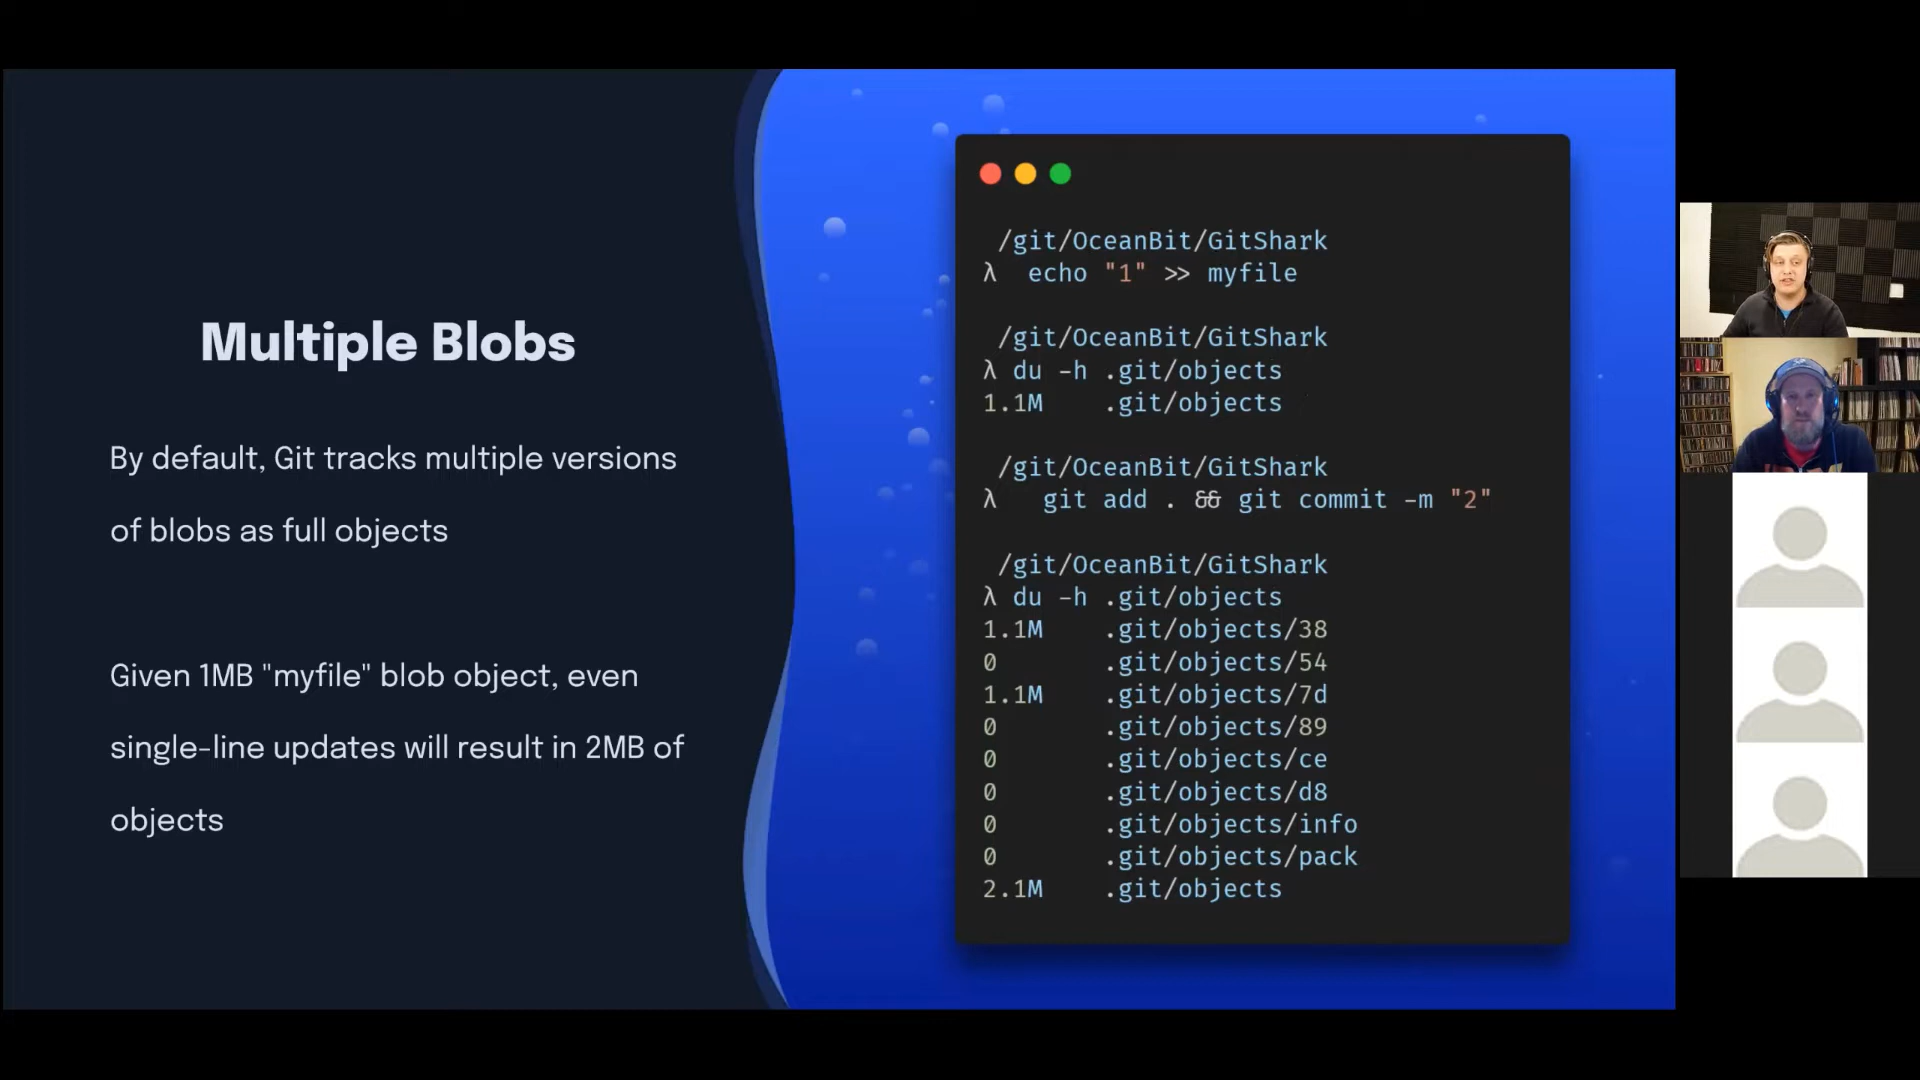 Multiple Blobs
By default, Git tracks multiple versions
of blobs as full objects
Given 1MB "myfile" blob object, even
single-line updates will result in 2MB of
objects
/git/OceanBit/GitShark
λ echo "1" >> myfile
/git/OceanBit/GitShark
λ du -h .git/objects
1.1M .git/objects
/git/OceanBit/GitShark
λ git add . && git commit -m "2"
/git/OceanBit/GitShark
λ du -h .git/objects
1.1M .git/objects/38
0 .git/objects/54
1.1M .git/objects/7d
0 .git/objects/89
0 .git/objects/ce
0 .git/objects/d8
0 .git/objects/info
0 .git/objects/pack
2.1M .git/objects